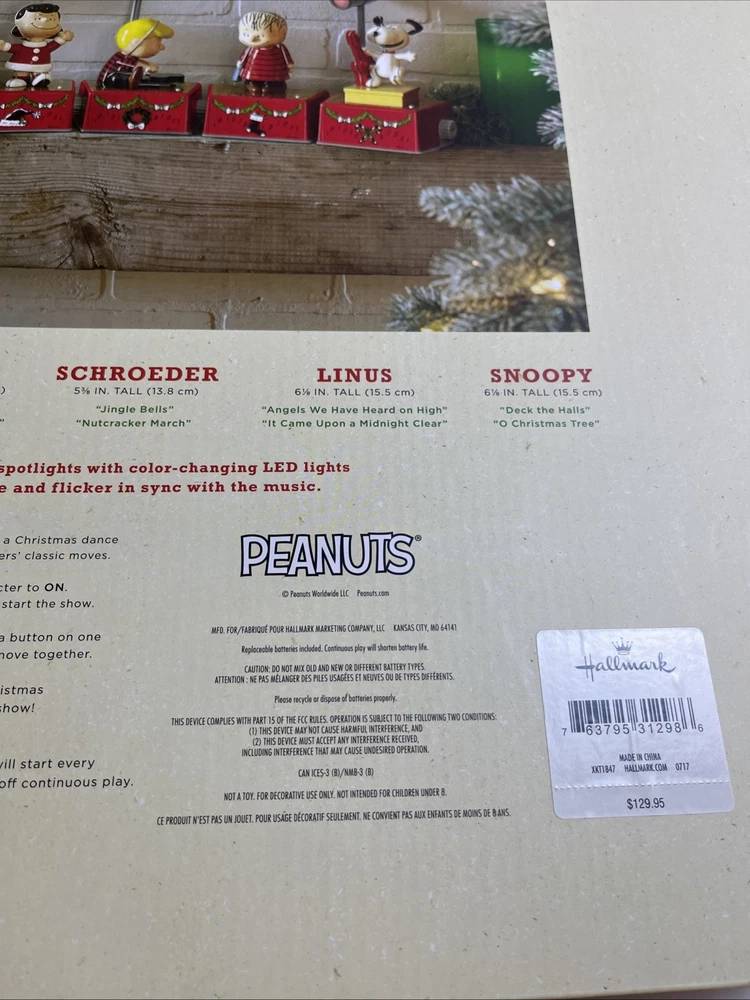 SCHROEDER
5⅜ IN. TALL (13.8 cm)
"Jingle Bells"
"Nutcracker March"
LINUS
6⅛ IN. TALL (15.5 cm)
"Angels We Have Heard on High"
"It Came Upon a Midnight Clear"
SNOOPY
6⅛ IN. TALL (15.5 cm)
"Deck the Halls"
"O Christmas Tree"
)
"
spotlights with color-changing LED lights
e and flicker in sync with the music.
a Christmas dance
ers' classic moves.
cter to ON.
start the show.
a button on one
nove together.
istmas
show!
will start every
off continuous play.
PEANUTS®
© Peanuts Worldwide LLC Peanuts.com
MFD. FOR/FABRIQUÉ POUR HALLMARK MARKETING COMPANY, LLC KANSAS CITY, MO 64141
Replaceable batteries included. Continuous play will shorten battery life.
CAUTION: DO NOT MIX OLD AND NEW OR DIFFERENT BATTERY TYPES.
ATTENTION : NE PAS MÉLANGER DES PILES USAGÉES ET NEUVES OU DE TYPES DIFFÉRENTS.
Please recycle or dispose of batteries properly.
THIS DEVICE COMPLIES WITH PART 15 OF THE FCC RULES. OPERATION IS SUBJECT TO THE FOLLOWING TWO CONDITIONS:
(1) THIS DEVICE MAY NOT CAUSE HARMFUL INTERFERENCE, AND
(2) THIS DEVICE MUST ACCEPT ANY INTERFERENCE RECEIVED,
INCLUDING INTERFERENCE THAT MAY CAUSE UNDESIRED OPERATION.
CAN ICES-3 (B)/NMB-3 (B)
NOT A TOY. FOR DECORATIVE USE ONLY. NOT INTENDED FOR CHILDREN UNDER 8.
CE PRODUIT N'EST PAS UN JOUET. POUR USAGE DÉCORATIF SEULEMENT. NE CONVIENT PAS AUX ENFANTS DE MOINS DE 8 ANS.
Hallmark
7 63795 31298 6
MADE IN CHINA
XKT1847 HALLMARK.COM 0717
$129.95